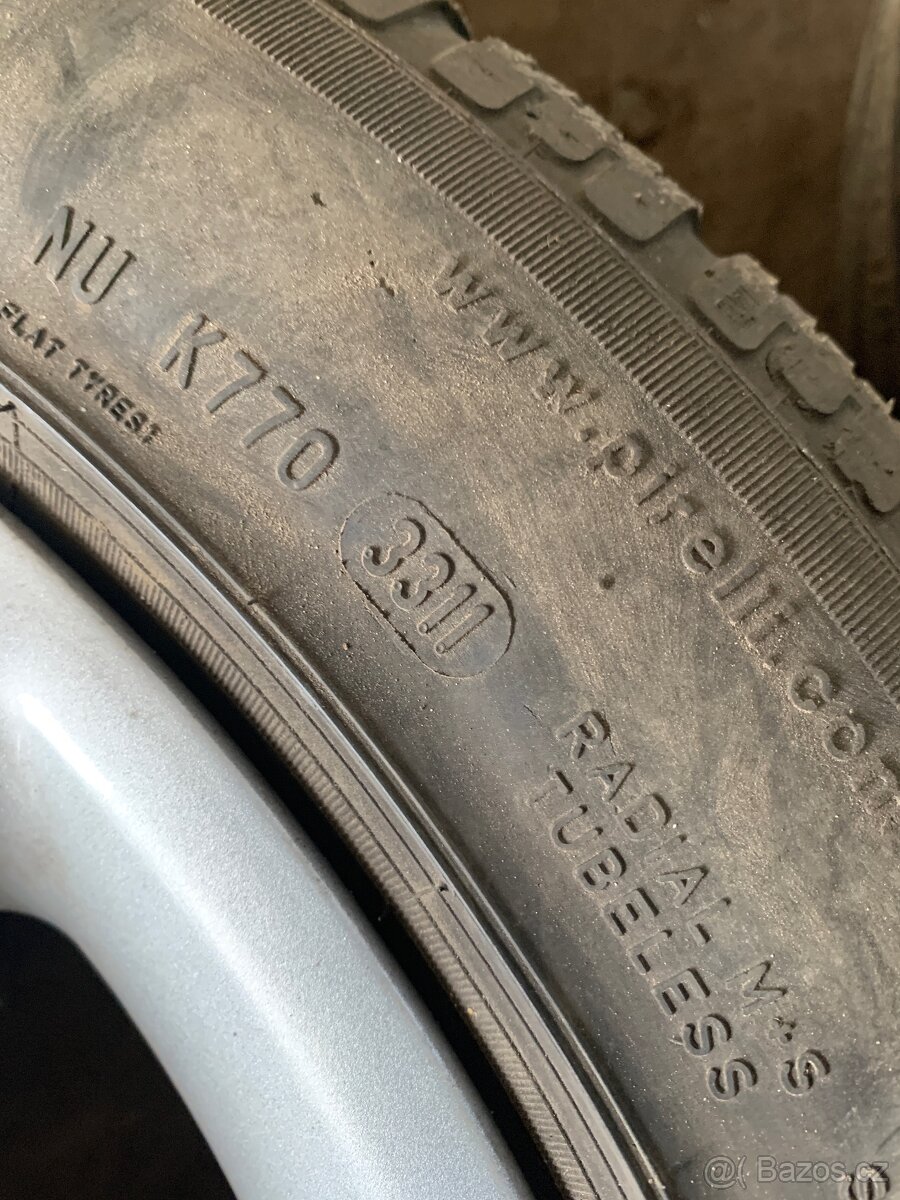 www.pirelli.com
NU K770 3311
FLAT TYRES!
RADIAL M+S
TUBELESS
Bazos.cz